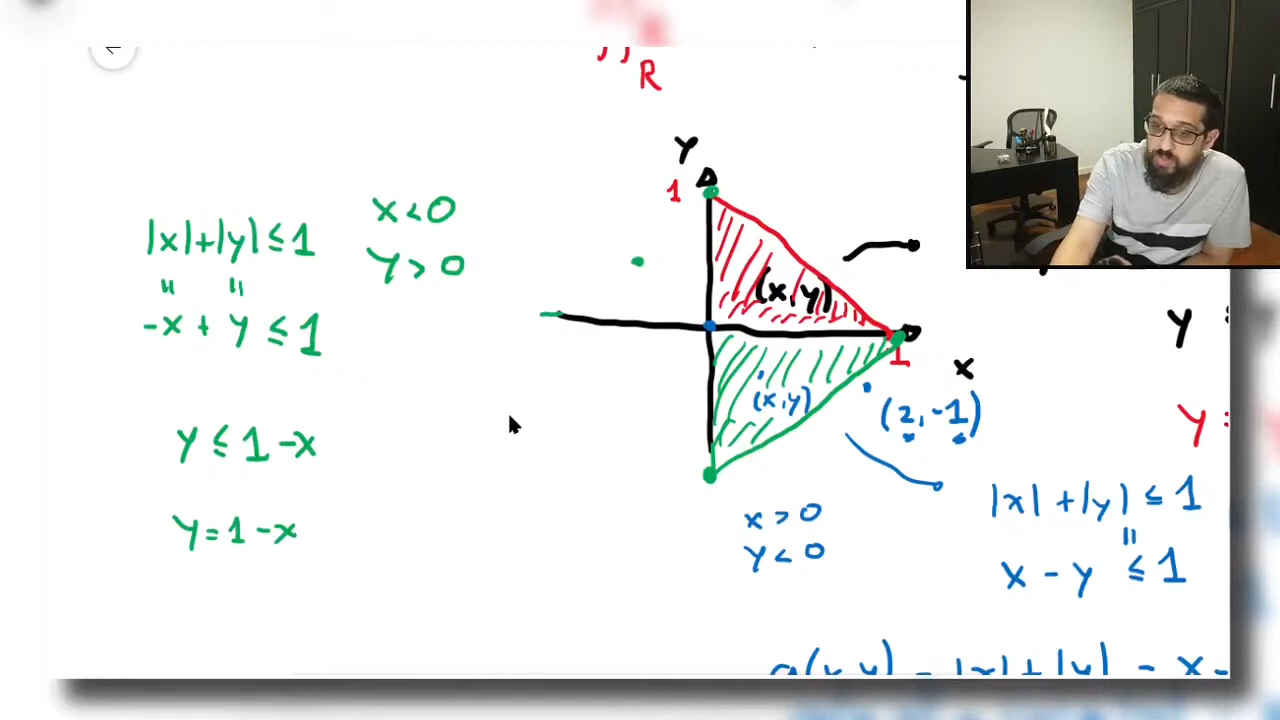 R
Y
1
|x|+|y| ≤ 1
x < 0
y > 0
" "
-x + y ≤ 1
(x,y)
1
x
y
y ≤ 1 -x
(x,y)
(2,-1)
y =
y = 1 -x
x > 0
y < 0
|x| + |y| ≤ 1
"
x - y ≤ 1